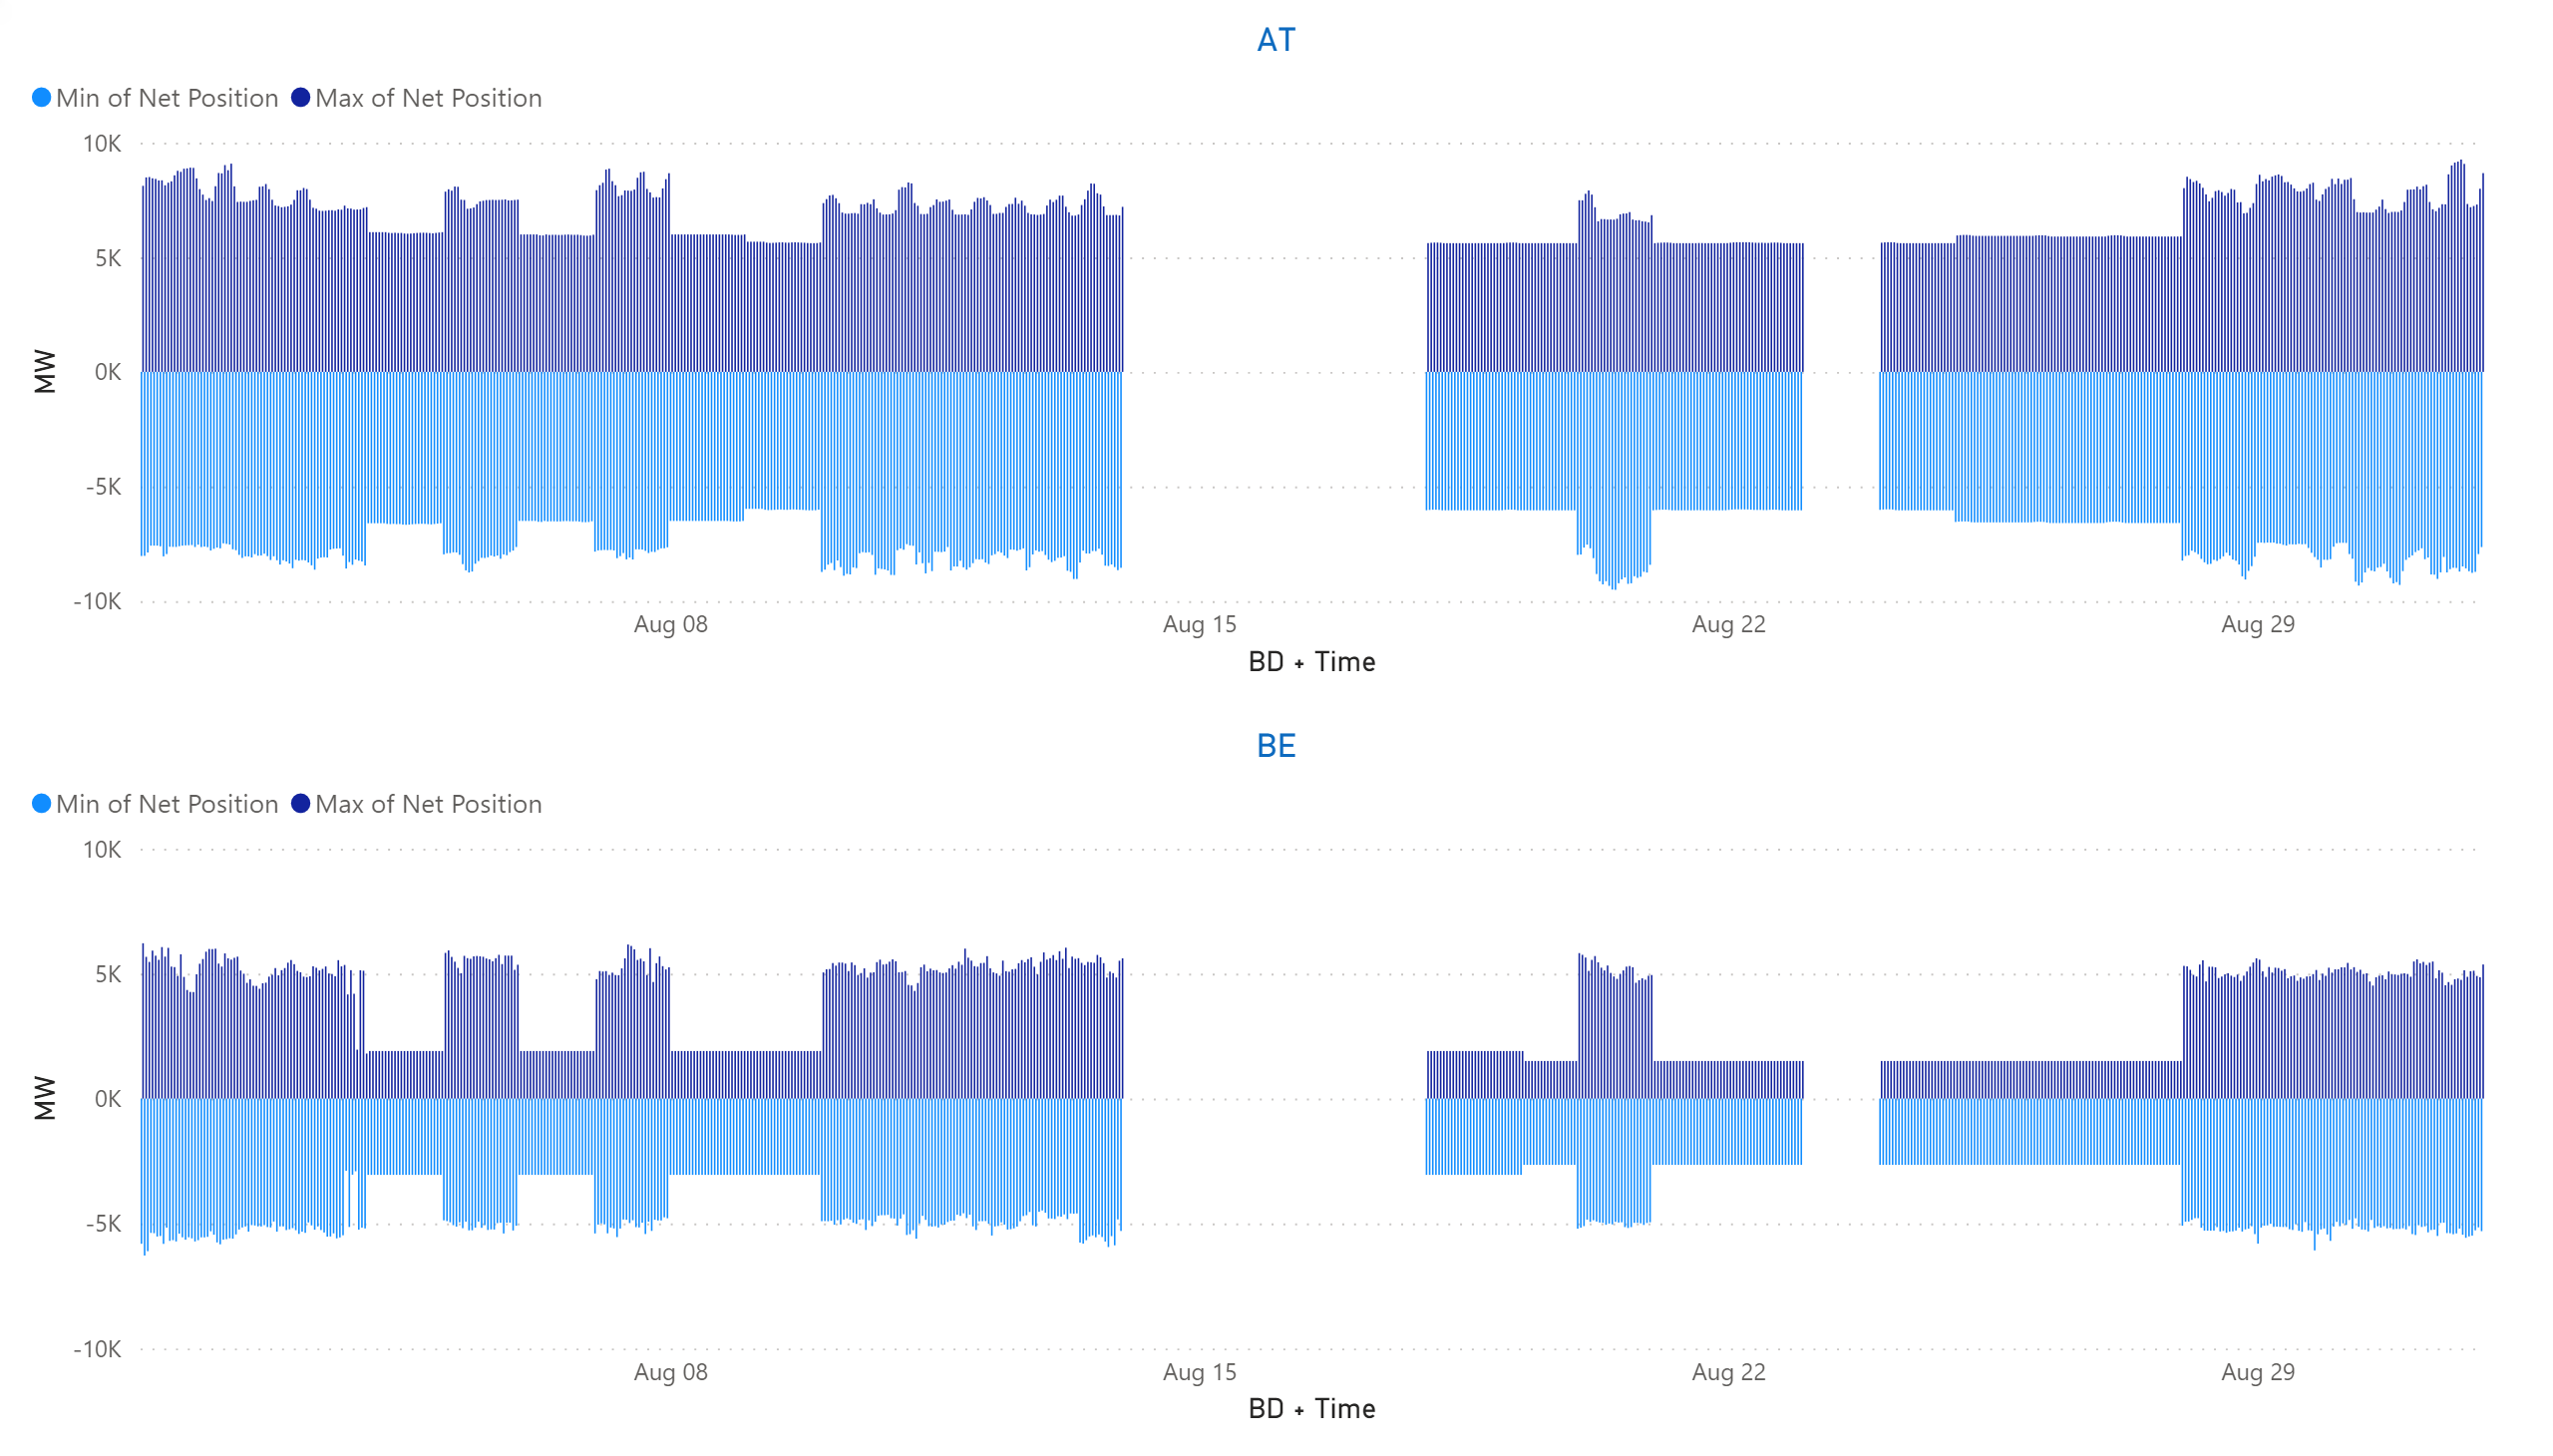 AT
Min of Net Position Max of Net Position
10K
5K
0K
-5K
-10K
MW
Aug 08 Aug 15 Aug 22 Aug 29
BD + Time
BE
Min of Net Position Max of Net Position
10K
5K
0K
-5K
-10K
MW
Aug 08 Aug 15 Aug 22 Aug 29
BD + Time